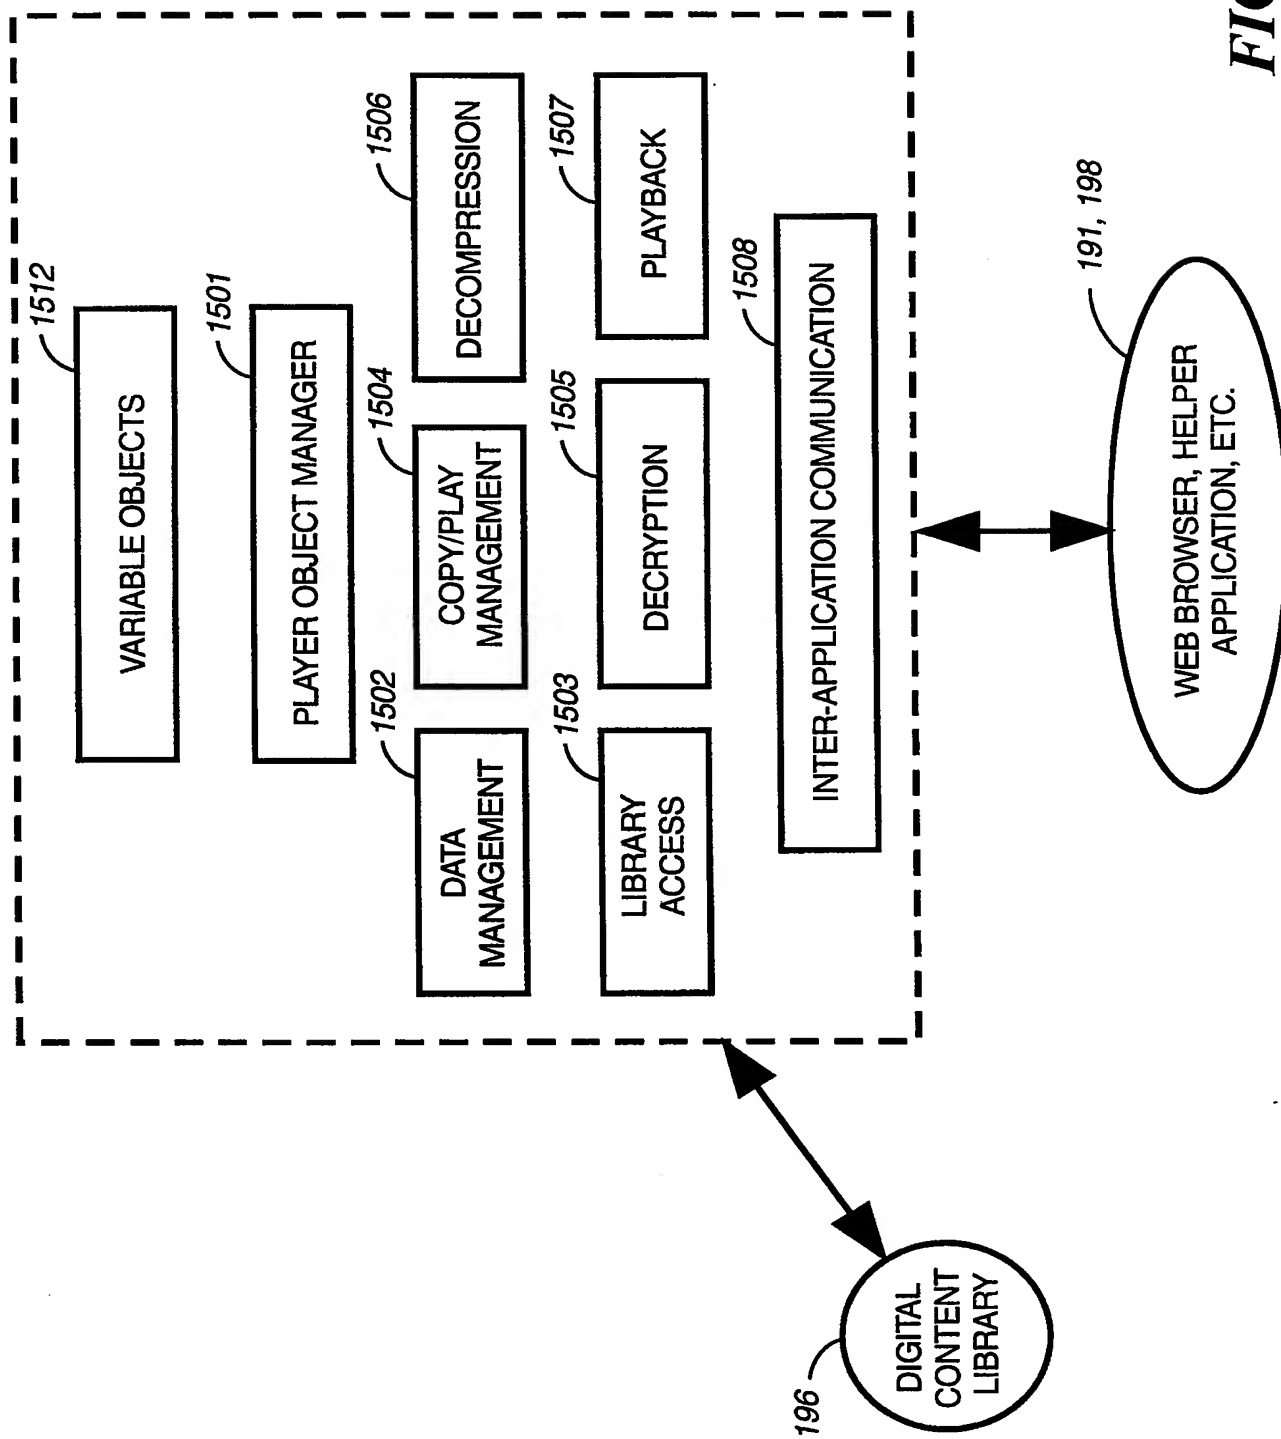 1512
VARIABLE OBJECTS
1501
PLAYER OBJECT MANAGER
1502
DATA
MANAGEMENT
1504
COPY/PLAY
MANAGEMENT
1506
DECOMPRESSION
1503
LIBRARY
ACCESS
1505
DECRYPTION
1507
PLAYBACK
1508
INTER-APPLICATION COMMUNICATION
196
DIGITAL
CONTENT
LIBRARY
191, 198
WEB BROWSER, HELPER
APPLICATION, ETC.